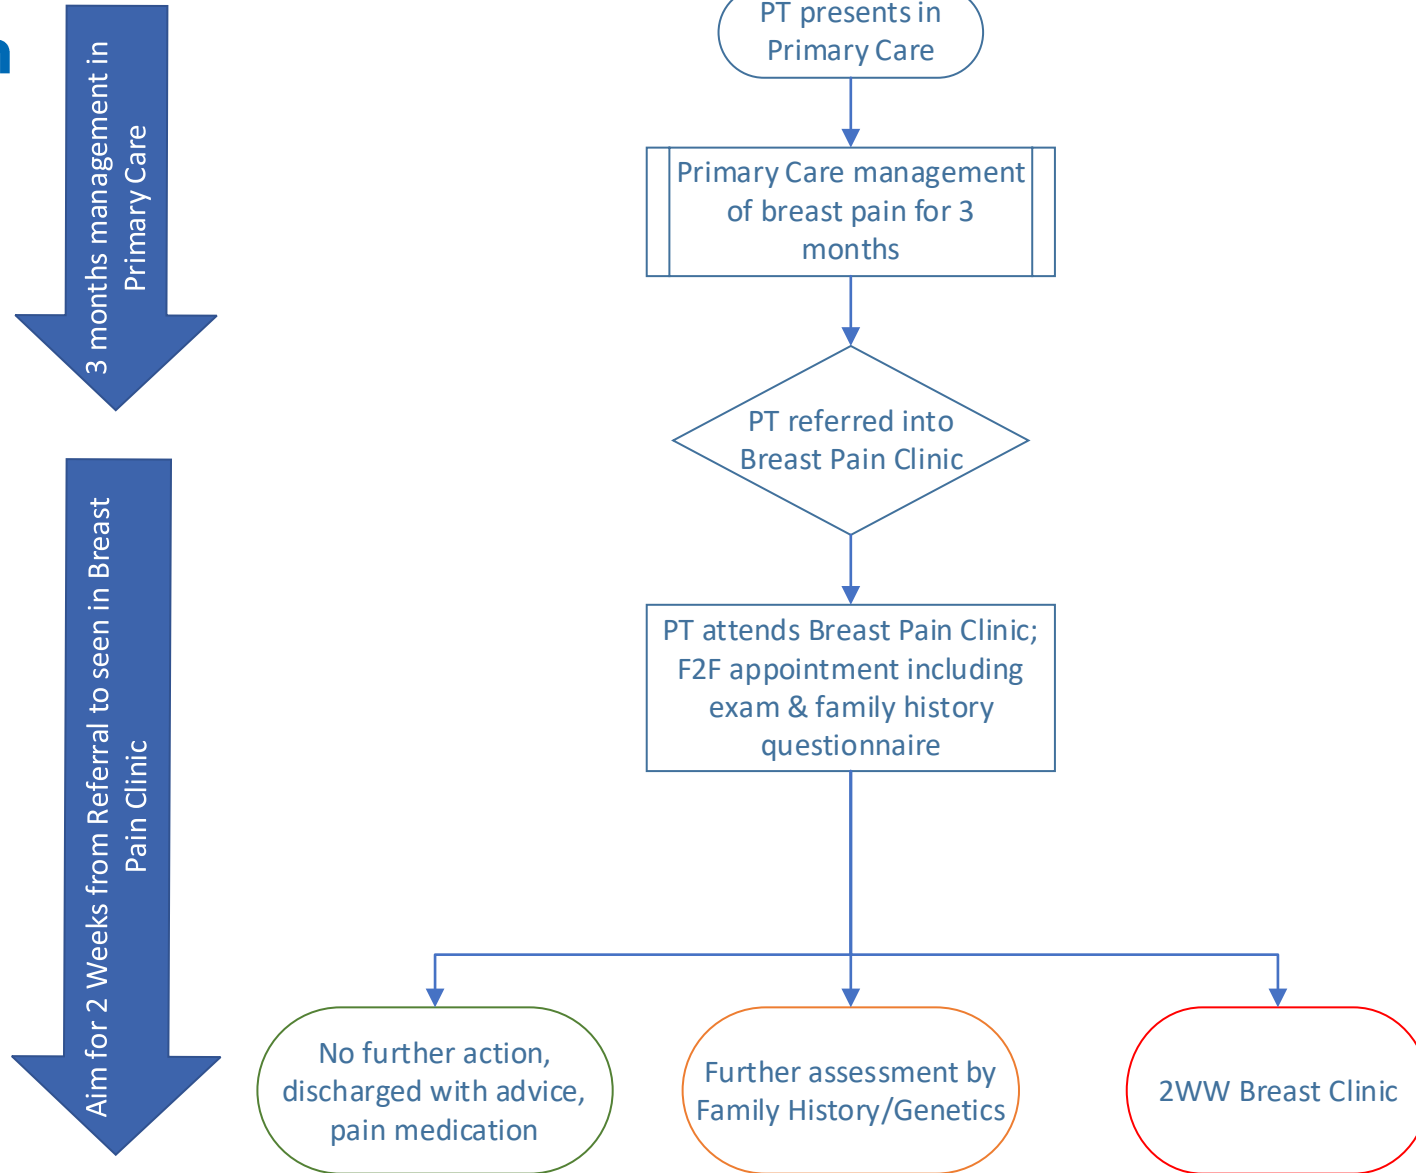 n
3 months management in
Primary Care
Aim for 2 Weeks from Referral to seen in Breast
Pain Clinic
PT presents in
Primary Care
Primary Care management
of breast pain for 3
months
PT referred into
Breast Pain Clinic
PT attends Breast Pain Clinic;
F2F appointment including
exam & family history
questionnaire
No further action,
discharged with advice,
pain medication
Further assessment by
Family History/Genetics
2WW Breast Clinic